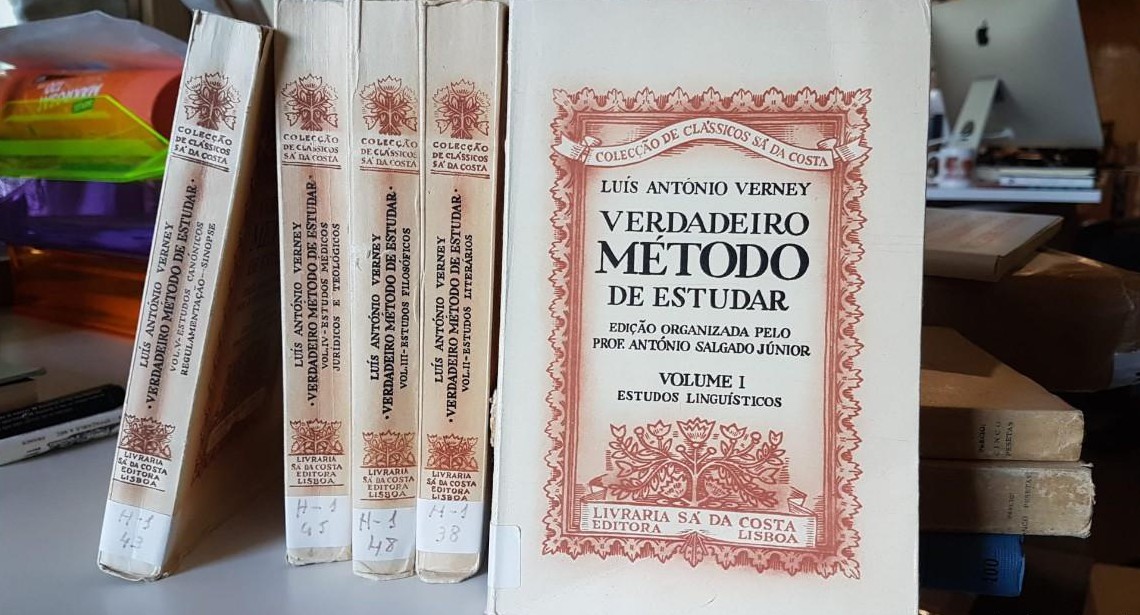 COLECÇÃO
DE CLÁSSICOS
SÁ DA COSTA
LUÍS ANTÓNIO VERNEY
·VERDADEIRO MÉTODO DE ESTUDAR·
VOL.V-ESTUDOS CANÓNICOS
REGULAMENTAÇÃO-SINOPSE
LIVRARIA
SÁ DA COSTA
EDITORA
LISBOA
H-1
43
COLECÇÃO
DE CLÁSSICOS
SÁ DA COSTA
LUÍS ANTÓNIO VERNEY
·VERDADEIRO MÉTODO DE ESTUDAR·
VOL.IV-ESTUDOS MÉDICOS
JURIDICOS E TEOLÓGICOS
LIVRARIA
SÁ DA COSTA
EDITORA
LISBOA
H-1
45
COLECÇÃO
DE CLÁSSICOS
SÁ DA COSTA
LUÍS ANTÓNIO VERNEY
·VERDADEIRO MÉTODO DE ESTUDAR·
VOL.III-ESTUDOS FILOSÓFICOS
LIVRARIA
SÁ DA COSTA
EDITORA
LISBOA
H-1
48
COLECÇÃO
DE CLÁSSICOS
SÁ DA COSTA
LUÍS ANTÓNIO VERNEY
·VERDADEIRO MÉTODO DE ESTUDAR·
VOL.II-ESTUDOS LITERÁRIOS
LIVRARIA
SÁ DA COSTA
EDITORA
LISBOA
H-1
38
COLECÇÃO DE CLÁSSICOS SÁ DA COSTA
LUÍS ANTÓNIO VERNEY
VERDADEIRO
MÉTODO
DE ESTUDAR
EDIÇÃO ORGANIZADA PELO
PROF. ANTÓNIO SALGADO JÚNIOR
VOLUME I
ESTUDOS LINGUÍSTICOS
LIVRARIA SÁ DA COSTA
EDITORA LISBOA
PESETAS
100